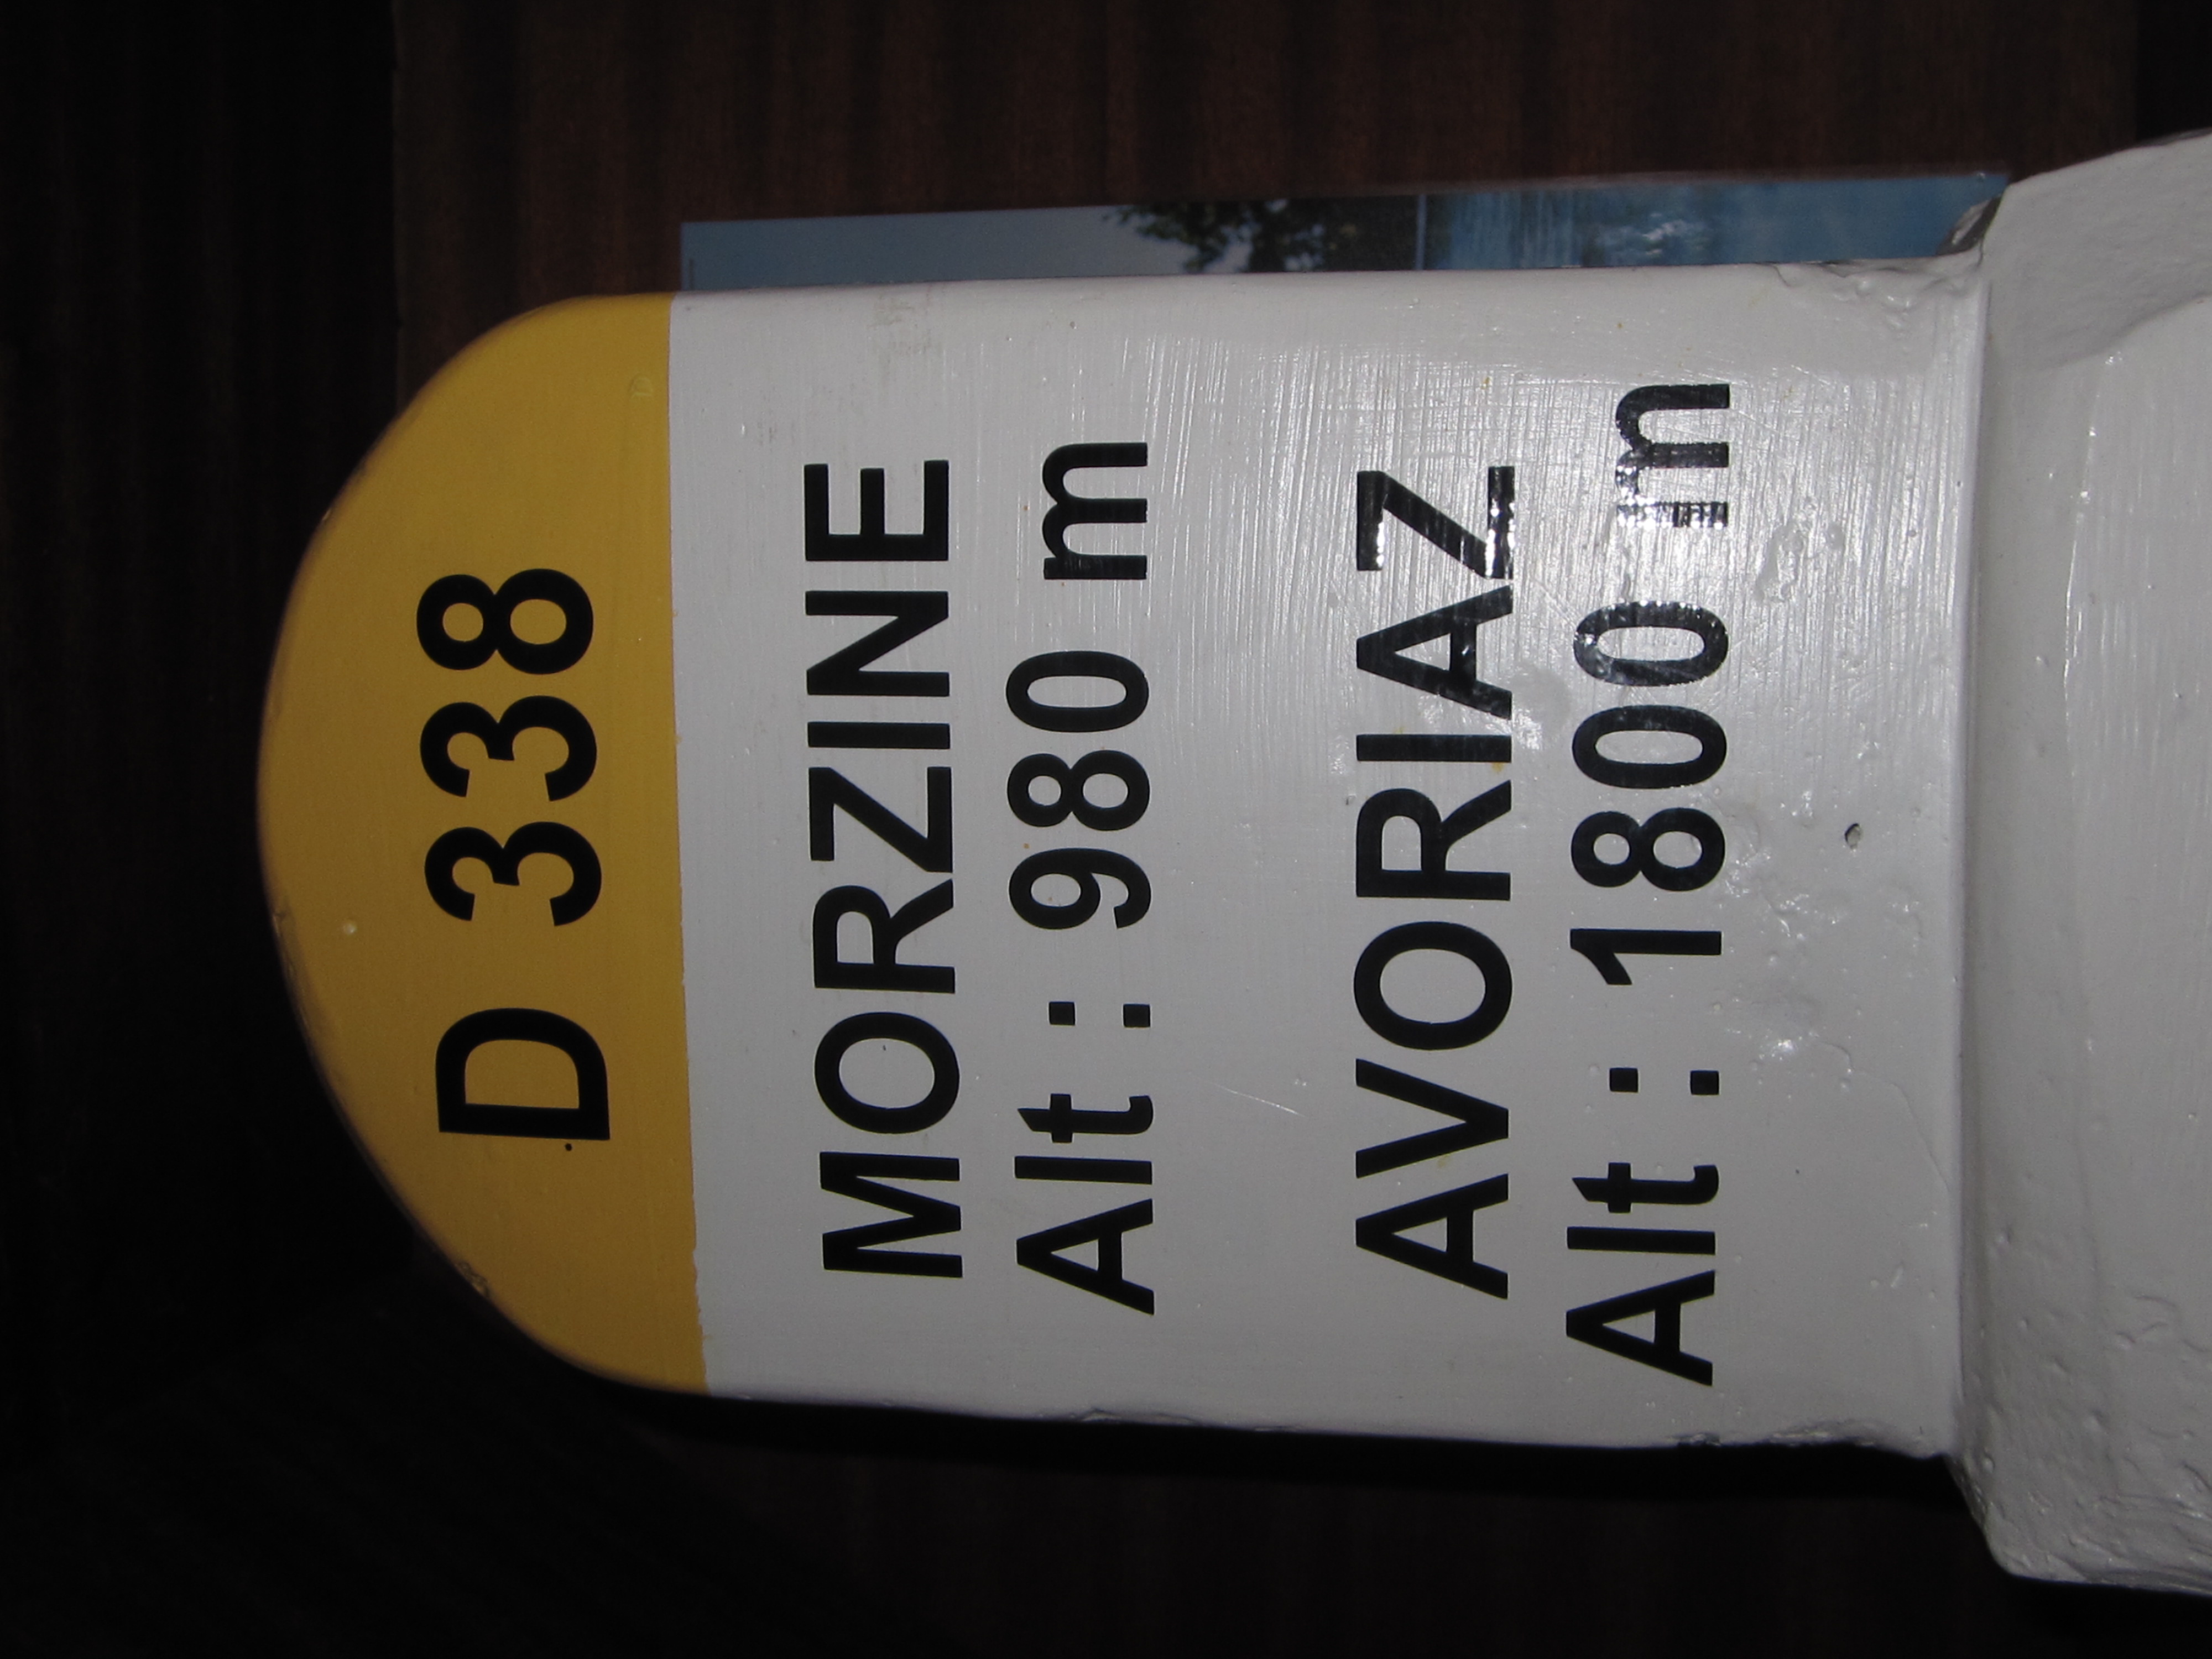 D 338
MORZINE
Alt : 980 m
AVORIAZ
Alt : 1800 m